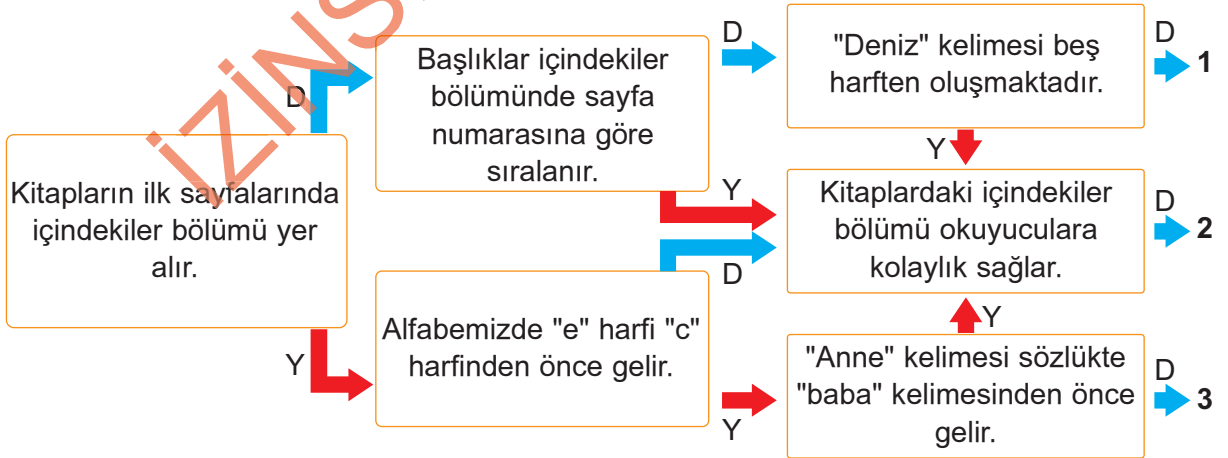 İZİNS
Kitapların ilk sayfalarında
içindekiler bölümü yer
alır.
D
Y
Başlıklar içindekiler
bölümünde sayfa
numarasına göre
sıralanır.
D
Y
Alfabemizde "e" harfi "c"
harfinden önce gelir.
D
Y
"Deniz" kelimesi beş
harften oluşmaktadır.
D
1
Y
Kitaplardaki içindekiler
bölümü okuyuculara
kolaylık sağlar.
D
2
Y
"Anne" kelimesi sözlükte
"baba" kelimesinden önce
gelir.
D
3